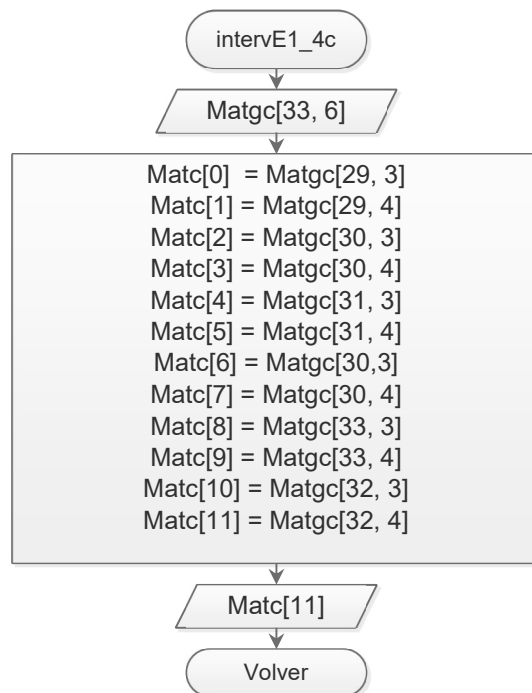 intervE1_4c
Matgc[33, 6]
Matc[0]  = Matgc[29, 3]
Matc[1] = Matgc[29, 4]
Matc[2] = Matgc[30, 3]
Matc[3] = Matgc[30, 4]
Matc[4] = Matgc[31, 3]
Matc[5] = Matgc[31, 4]
Matc[6] = Matgc[30,3]
Matc[7] = Matgc[30, 4]
Matc[8] = Matgc[33, 3]
Matc[9] = Matgc[33, 4]
Matc[10] = Matgc[32, 3]
Matc[11] = Matgc[32, 4]
Matc[11]
Volver